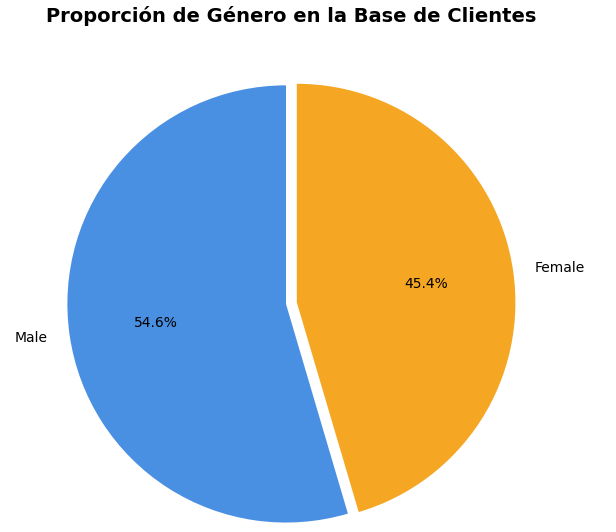 Proporción de Género en la Base de Clientes
Female
45.4%
54.6%
Male